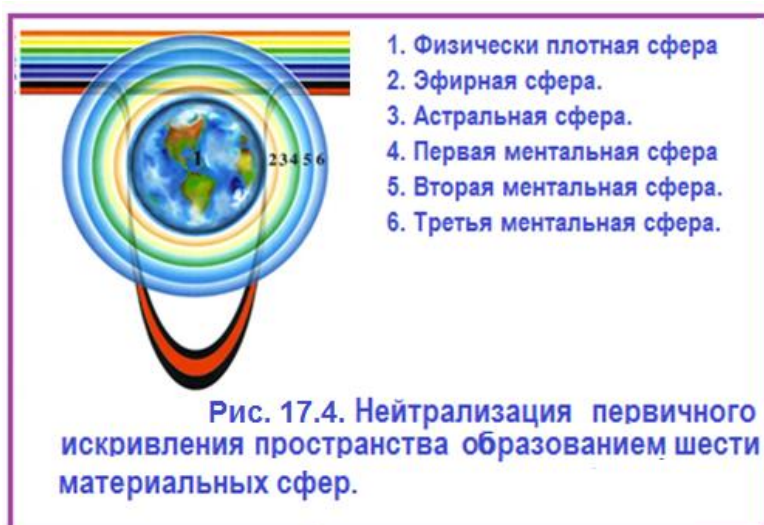 1. Физически плотная сфера
2. Эфирная сфера.
3. Астральная сфера.
4. Первая ментальная сфера
5. Вторая ментальная сфера.
6. Третья ментальная сфера.
1 2 3 4 5 6
Рис. 17.4. Нейтрализация первичного
искривления пространства образованием шести
материальных сфер.